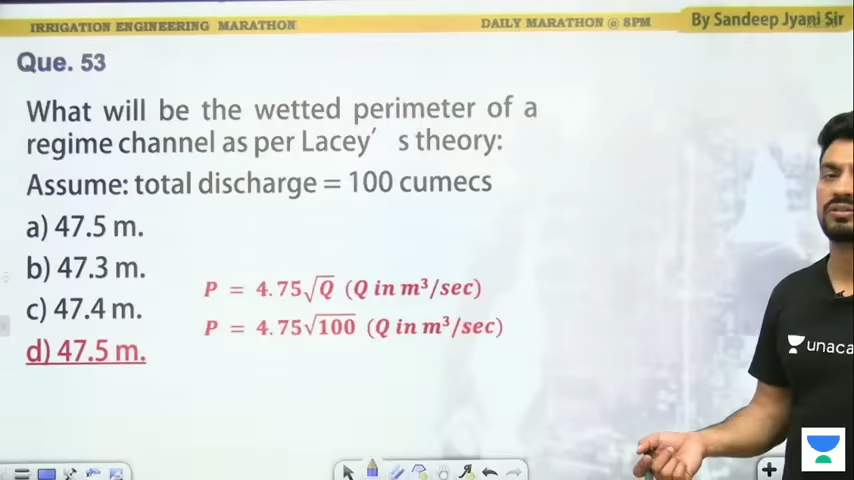 IRRIGATION ENGINEERING MARATHON DAILY MARATHON @ 8PM By Sandeep Jyani Sir
Que. 53
What will be the wetted perimeter of a
regime channel as per Lacey′ s theory:
Assume: total discharge = 100 cumecs
a) 47.5 m.
b) 47.3 m.
c) 47.4 m.
d) 47.5 m.
P = 4.75√Q (Q in m³/sec)
P = 4.75√100 (Q in m³/sec)
unaca